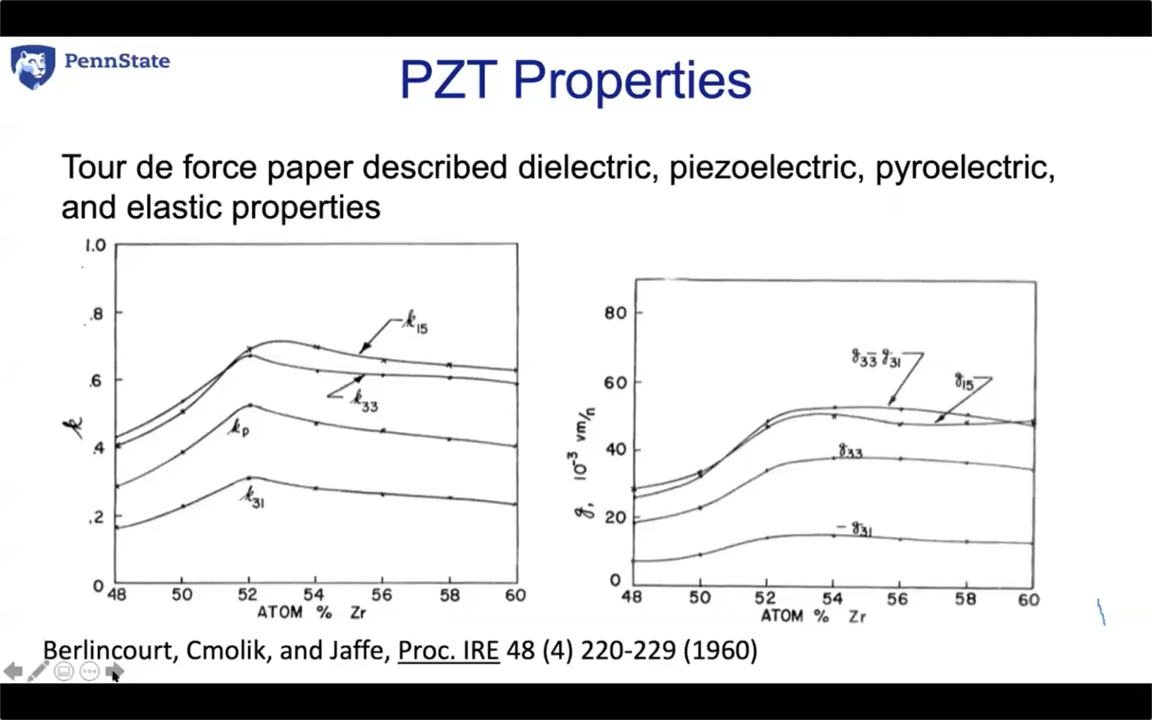 PennState
PZT Properties
Tour de force paper described dielectric, piezoelectric, pyroelectric,
and elastic properties
1.0
.8
.6
.4
.2
0
k
k15
k33
kp
k31
48 50 52 54 56 58 60
ATOM % Zr
80
60
40
20
0
g, 10-3 vm/n
g33-g31
g15
g33
-g31
48 50 52 54 56 58 60
ATOM % Zr
Berlincourt, Cmolik, and Jaffe, Proc. IRE 48 (4) 220-229 (1960)